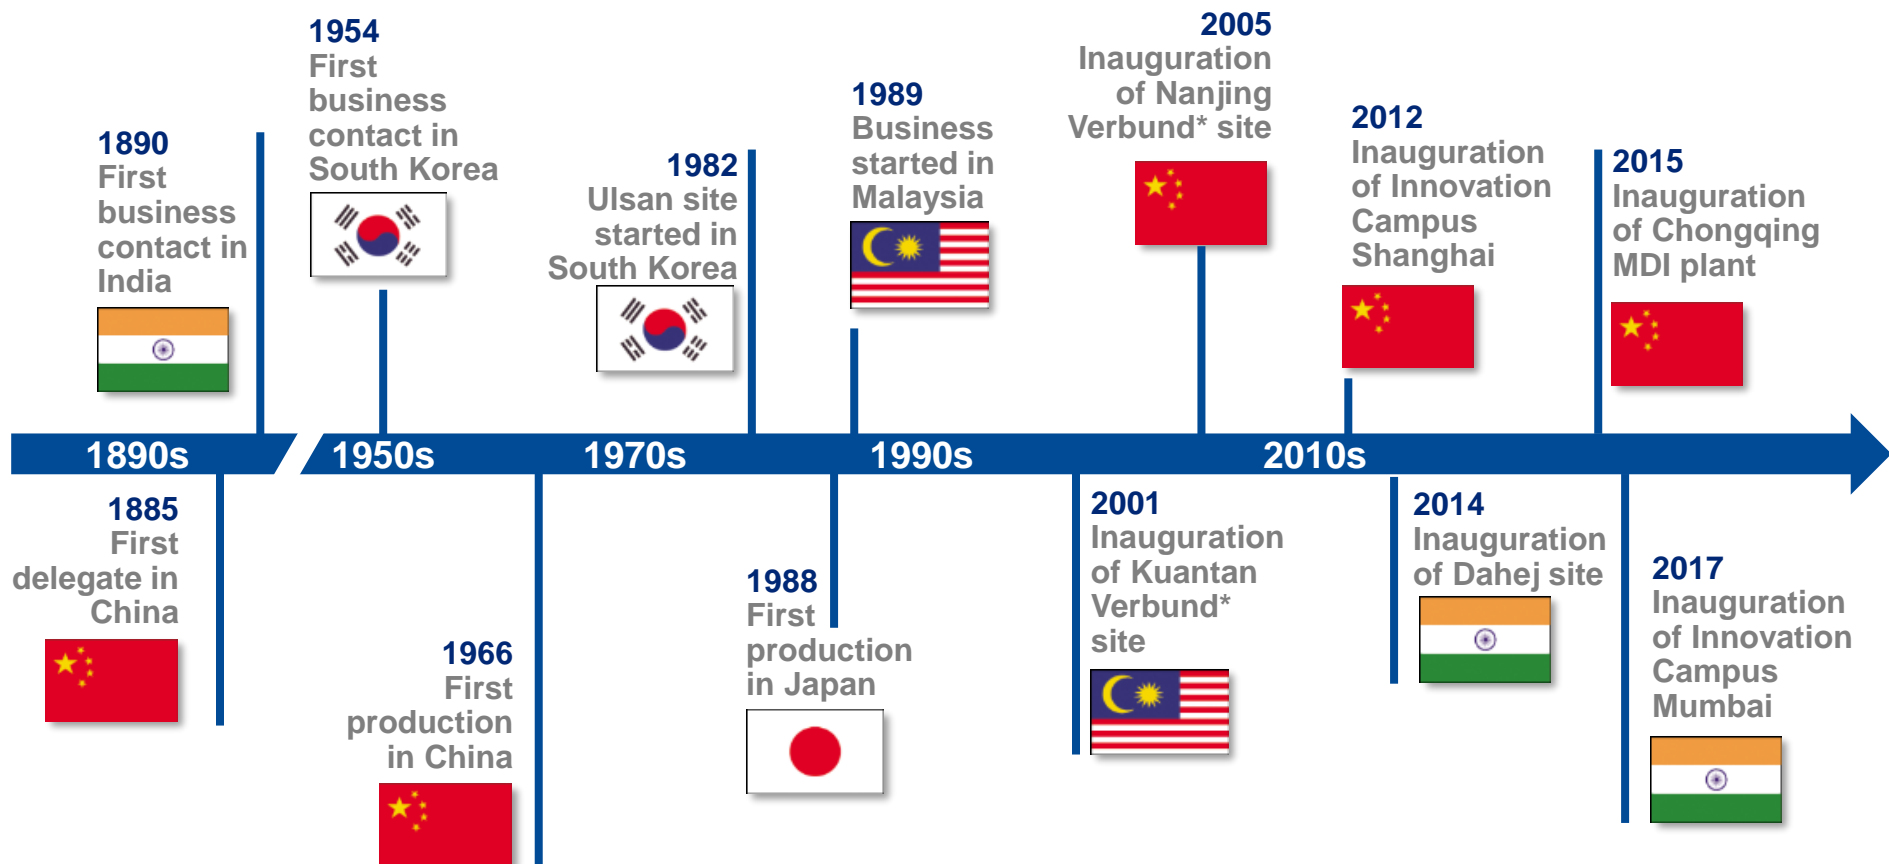 1890
First
business
contact in
India
1954
First
business
contact in
South Korea
1982
Ulsan site
started in
South Korea
1989
Business
started in
Malaysia
2005
Inauguration
of Nanjing
Verbund* site
2012
Inauguration
of Innovation
Campus
Shanghai
2015
Inauguration
of Chongqing
MDI plant
1890s
1950s
1970s
1990s
2010s
1885
First
delegate in
China
1966
First
production
in China
1988
First
production
in Japan
2001
Inauguration
of Kuantan
Verbund*
site
2014
Inauguration
of Dahej site
2017
Inauguration
of Innovation
Campus
Mumbai